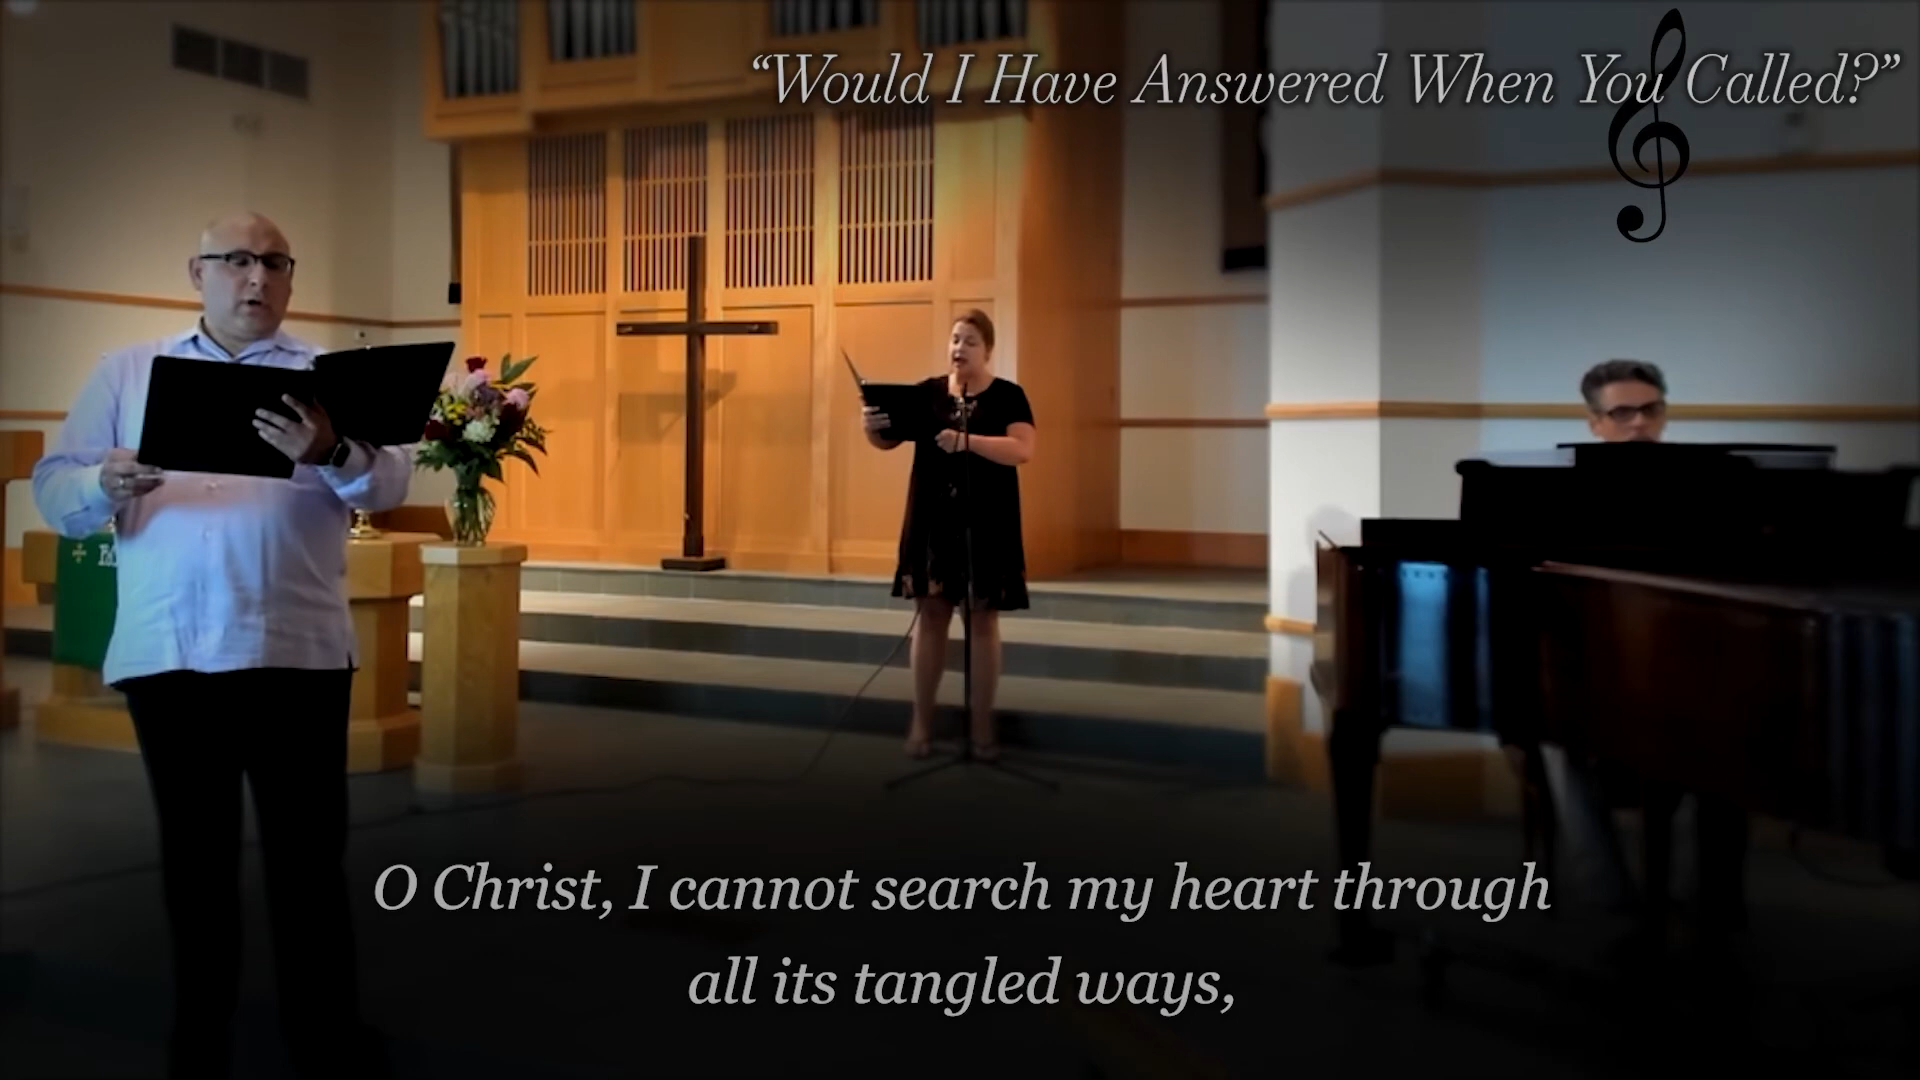 “Would I Have Answered When You Called?”
O Christ, I cannot search my heart through
all its tangled ways,